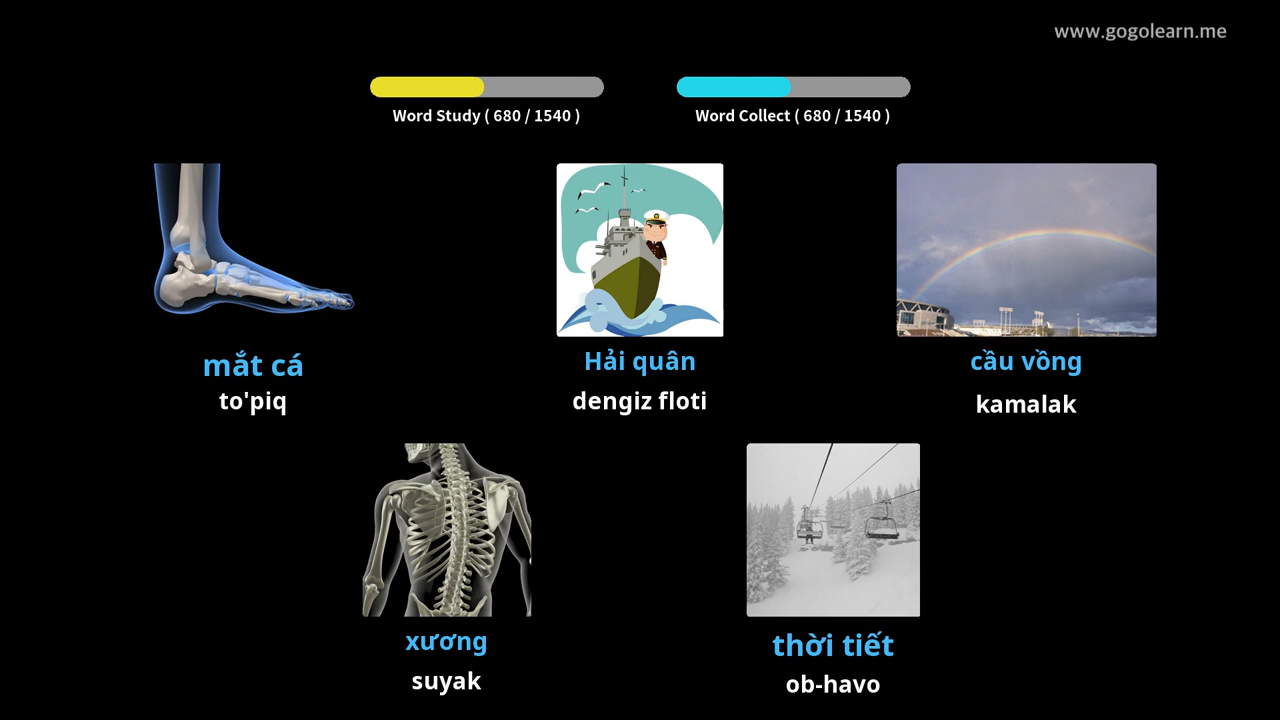 www.gogolearn.me
Word Study ( 680 / 1540 )
Word Collect ( 680 / 1540 )
mắt cá
to'piq
Hải quân
dengiz floti
cầu vồng
kamalak
xương
suyak
thời tiết
ob-havo